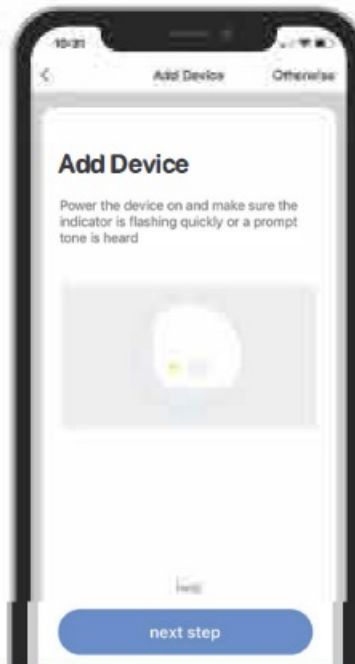 10:31
Add Device Otherwise
Add Device
Power the device on and make sure the
indicator is flashing quickly or a prompt
tone is heard
next step